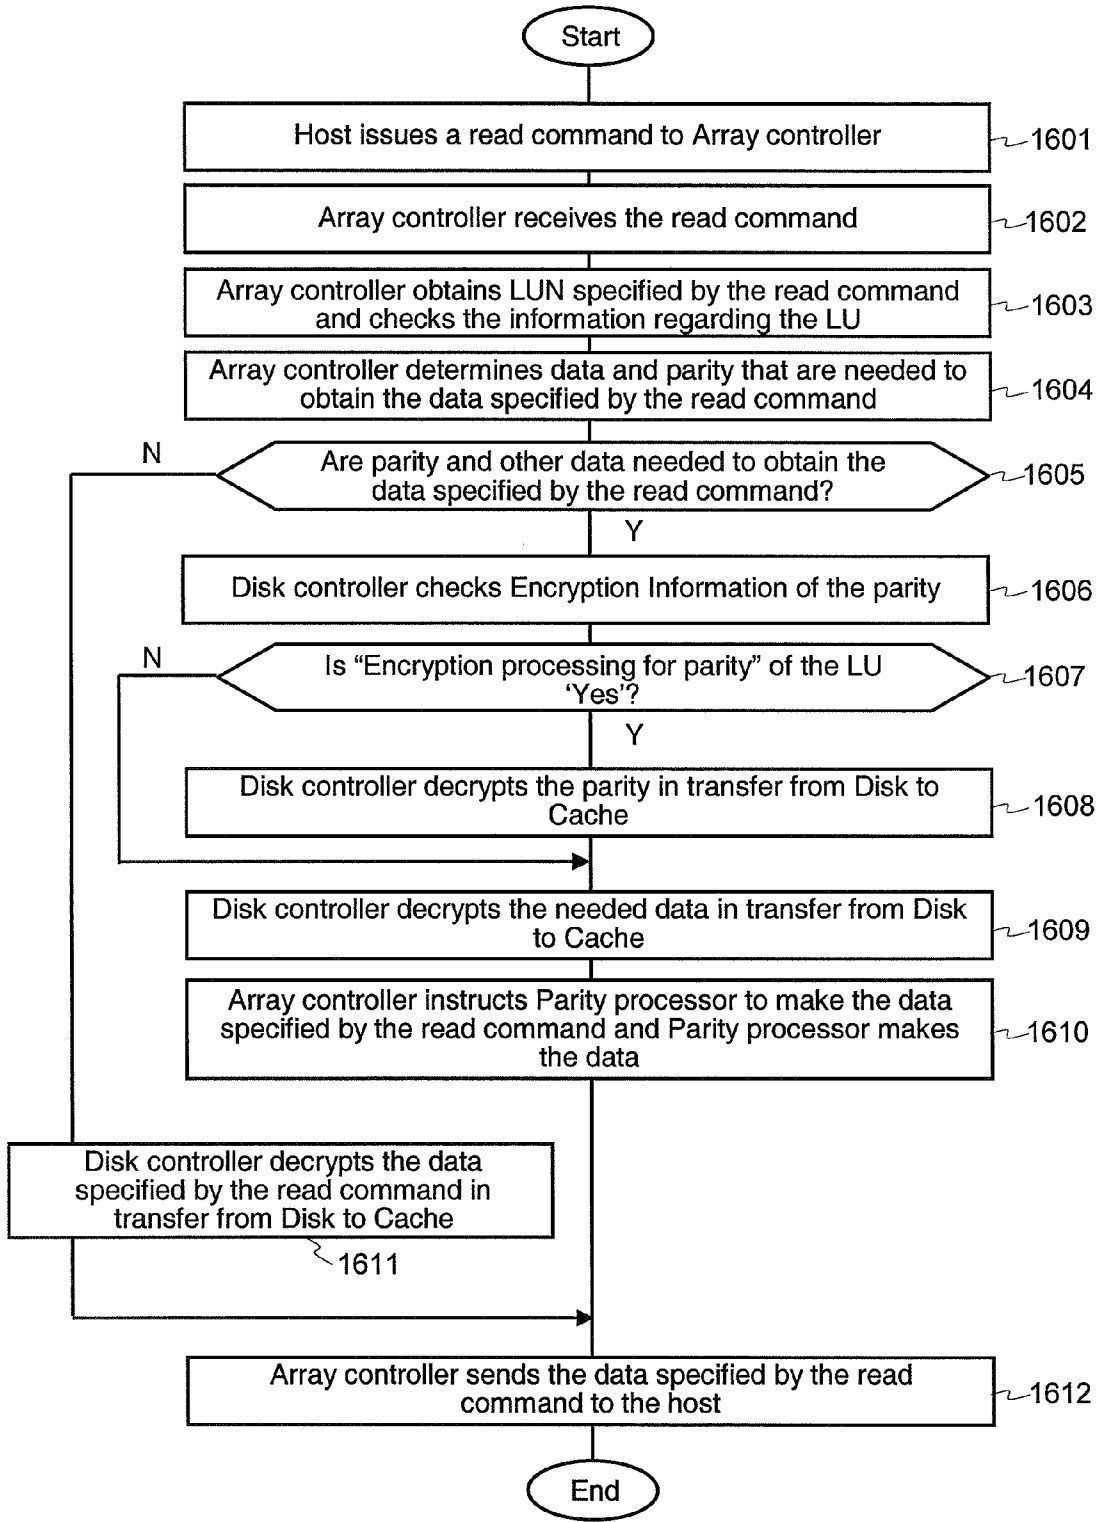 Start
Host issues a read command to Array controller
1601
Array controller receives the read command
1602
Array controller obtains LUN specified by the read command
and checks the information regarding the LU
1603
Array controller determines data and parity that are needed to
obtain the data specified by the read command
1604
N
Are parity and other data needed to obtain the
data specified by the read command?
1605
Y
Disk controller checks Encryption Information of the parity
1606
N
Is “Encryption processing for parity” of the LU
‘Yes’?
1607
Y
Disk controller decrypts the parity in transfer from Disk to
Cache
1608
Disk controller decrypts the needed data in transfer from Disk
to Cache
1609
Array controller instructs Parity processor to make the data
specified by the read command and Parity processor makes
the data
1610
Disk controller decrypts the data
specified by the read command in
transfer from Disk to Cache
1611
Array controller sends the data specified by the read
command to the host
1612
End